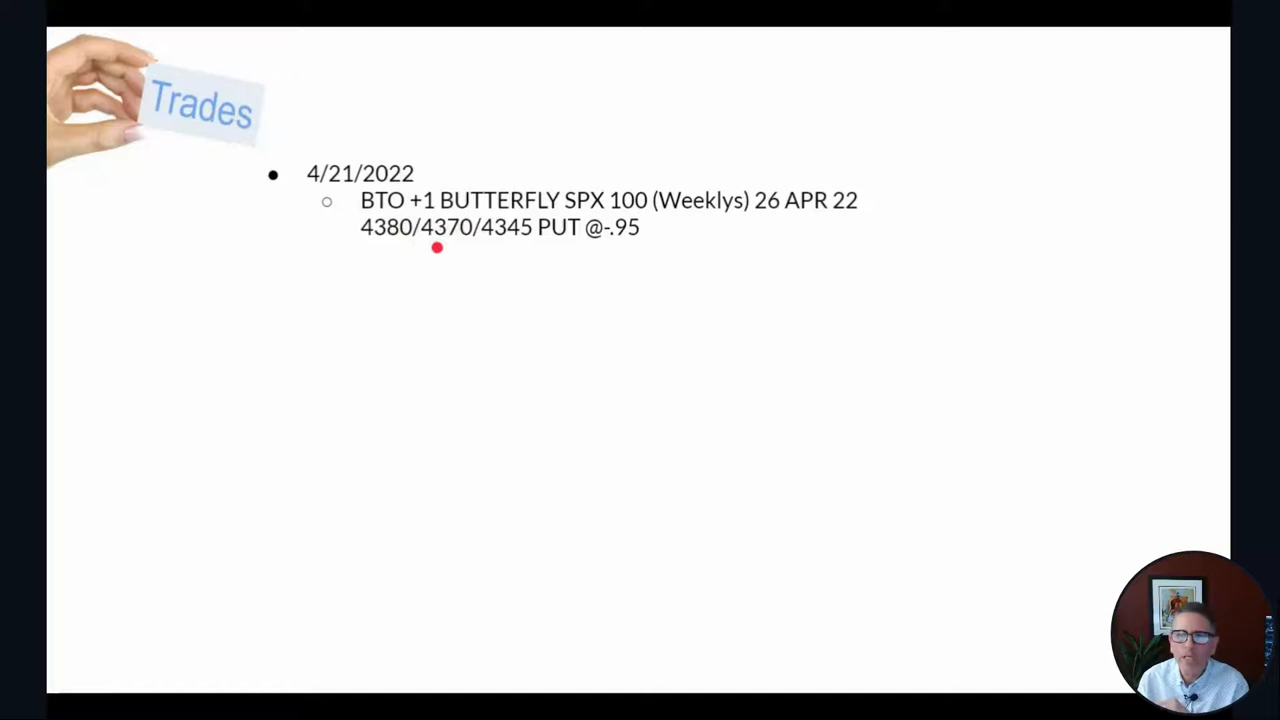 Trades
4/21/2022
BTO +1 BUTTERFLY SPX 100 (Weeklys) 26 APR 22
4380/4370/4345 PUT @-.95